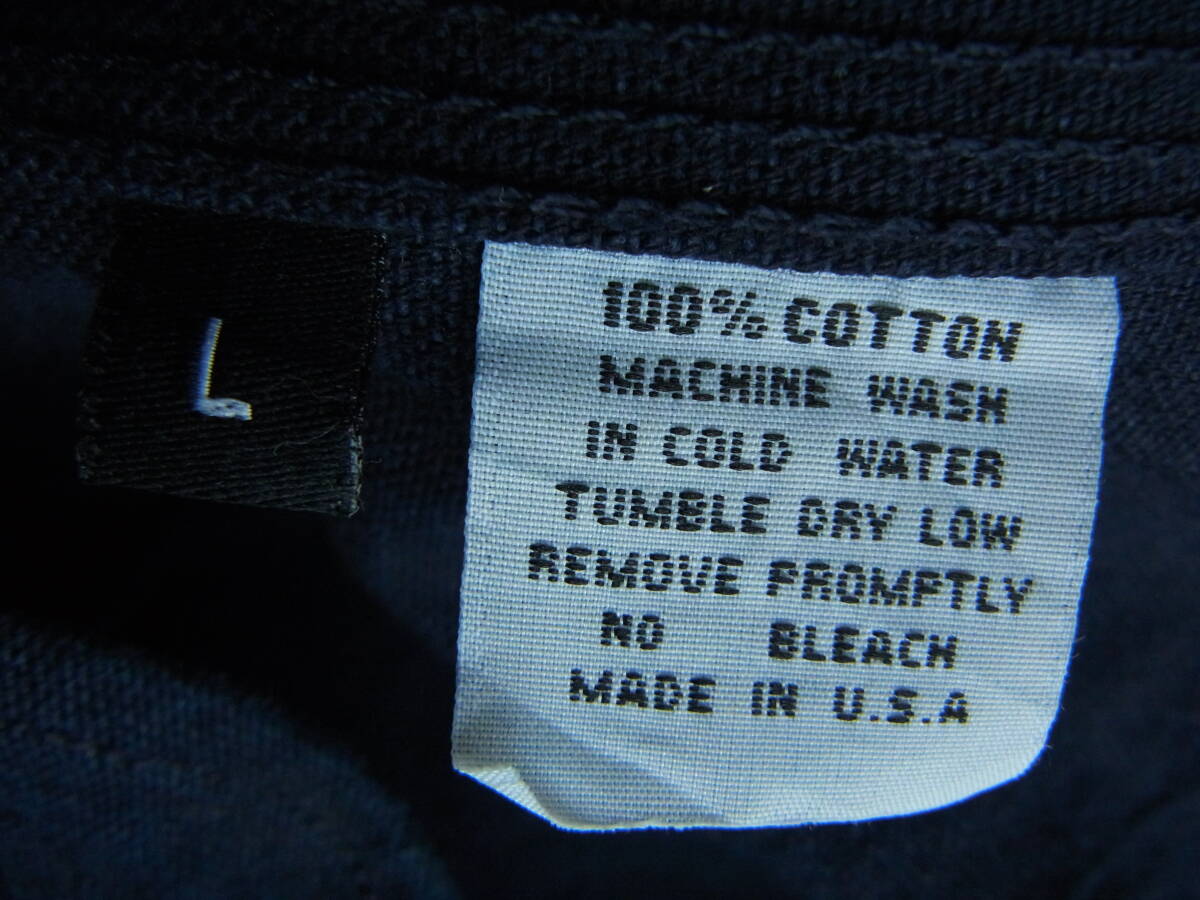 L
100% COTTON
MACHINE WASH
IN COLD WATER
TUMBLE DRY LOW
REMOVE PROMPTLY
NO BLEACH
MADE IN U.S.A